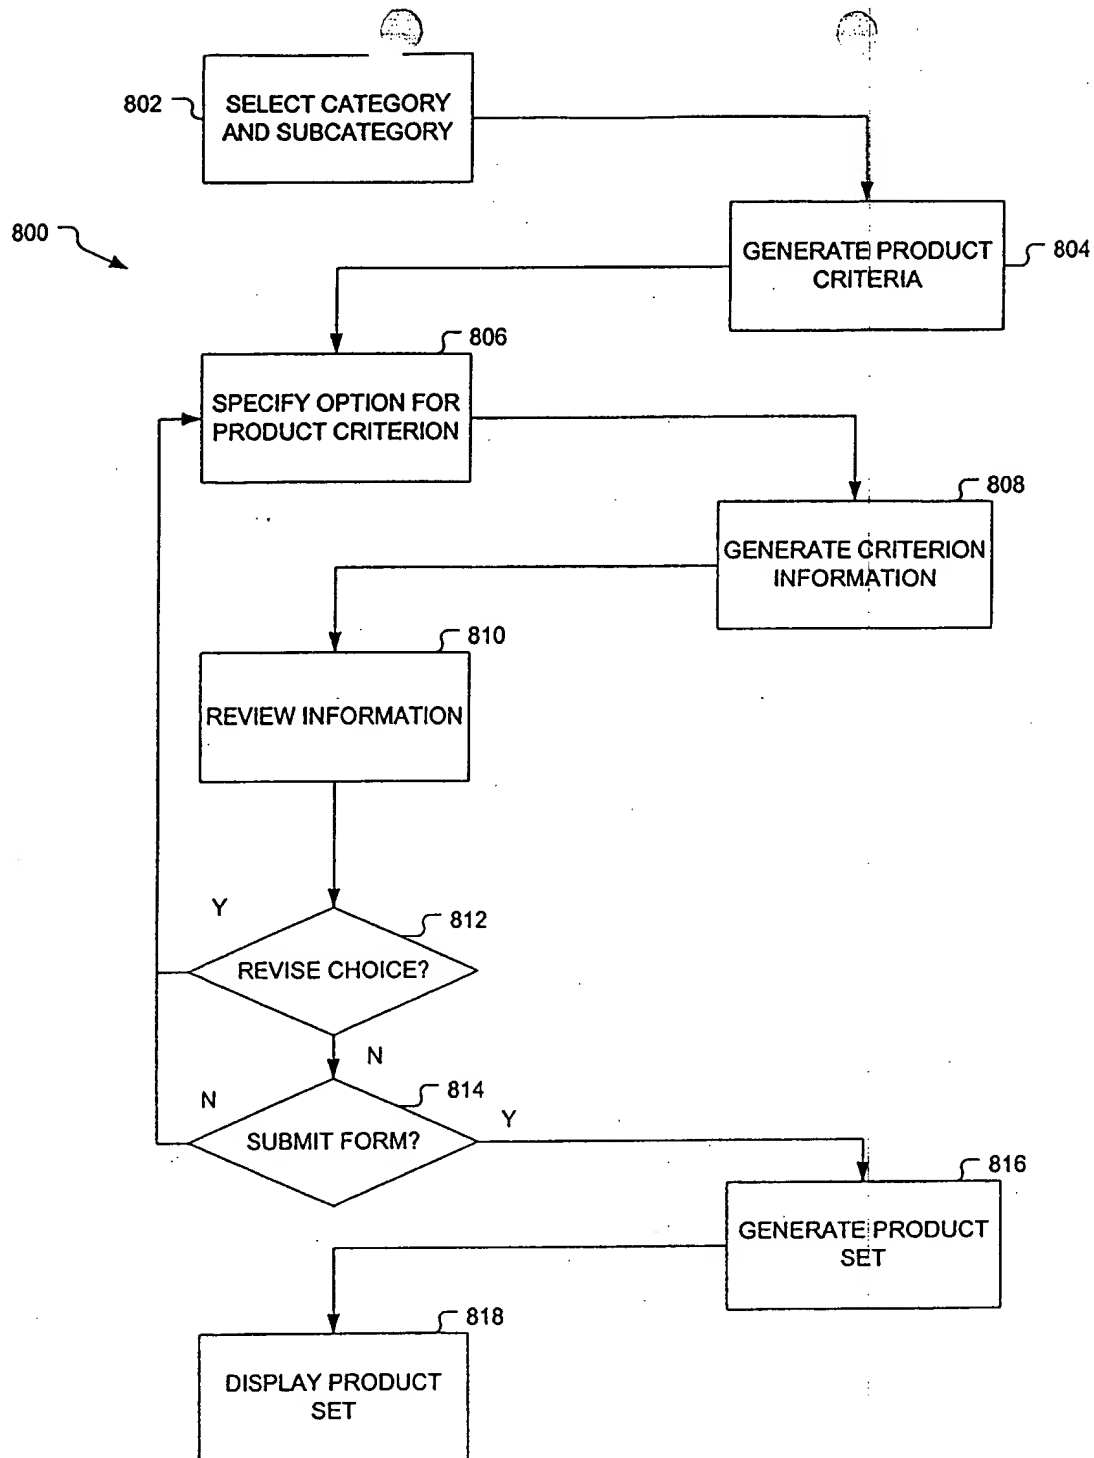 802
SELECT CATEGORY
AND SUBCATEGORY
800
GENERATE PRODUCT
CRITERIA
804
806
SPECIFY OPTION FOR
PRODUCT CRITERION
808
GENERATE CRITERION
INFORMATION
810
REVIEW INFORMATION
Y
812
REVISE CHOICE?
N
N
814
Y
SUBMIT FORM?
816
GENERATE PRODUCT
SET
818
DISPLAY PRODUCT
SET